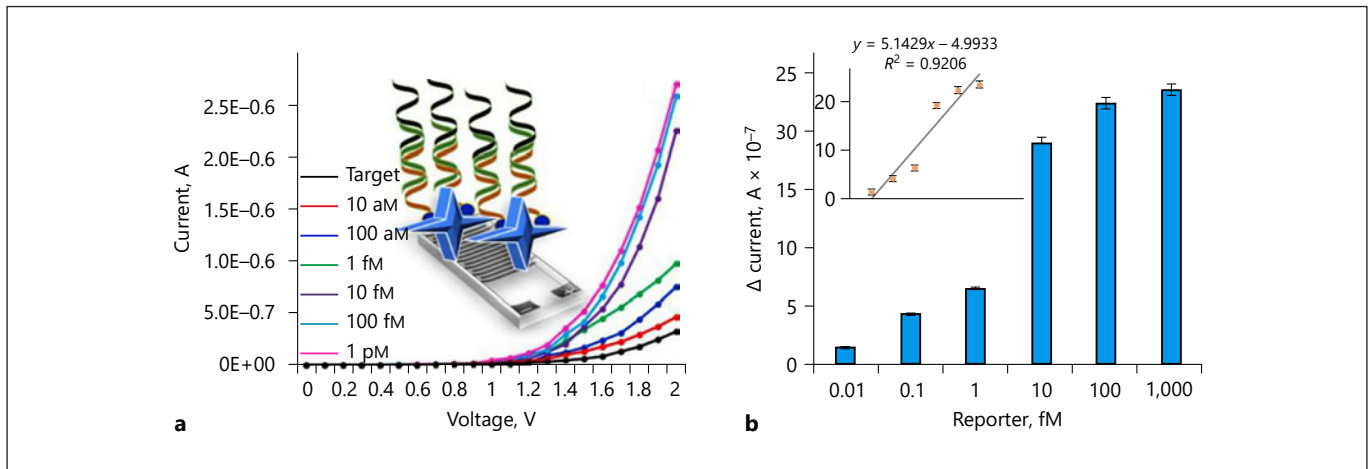 2.5E–0.6
2.0E–0.6
1.5E–0.6
1.0E–0.6
5.0E–0.7
0E+00
Current, A
Target
10 aM
100 aM
1 fM
10 fM
100 fM
1 pM
0 0.2 0.4 0.6 0.8 1 1.2 1.4 1.6 1.8 2
Voltage, V
a
y = 5.1429x – 4.9933
R² = 0.9206
20
10
0
25
30
15
10
5
0
Δ current, A × 10⁻⁷
0.01 0.1 1 10 100 1,000
Reporter, fM
b